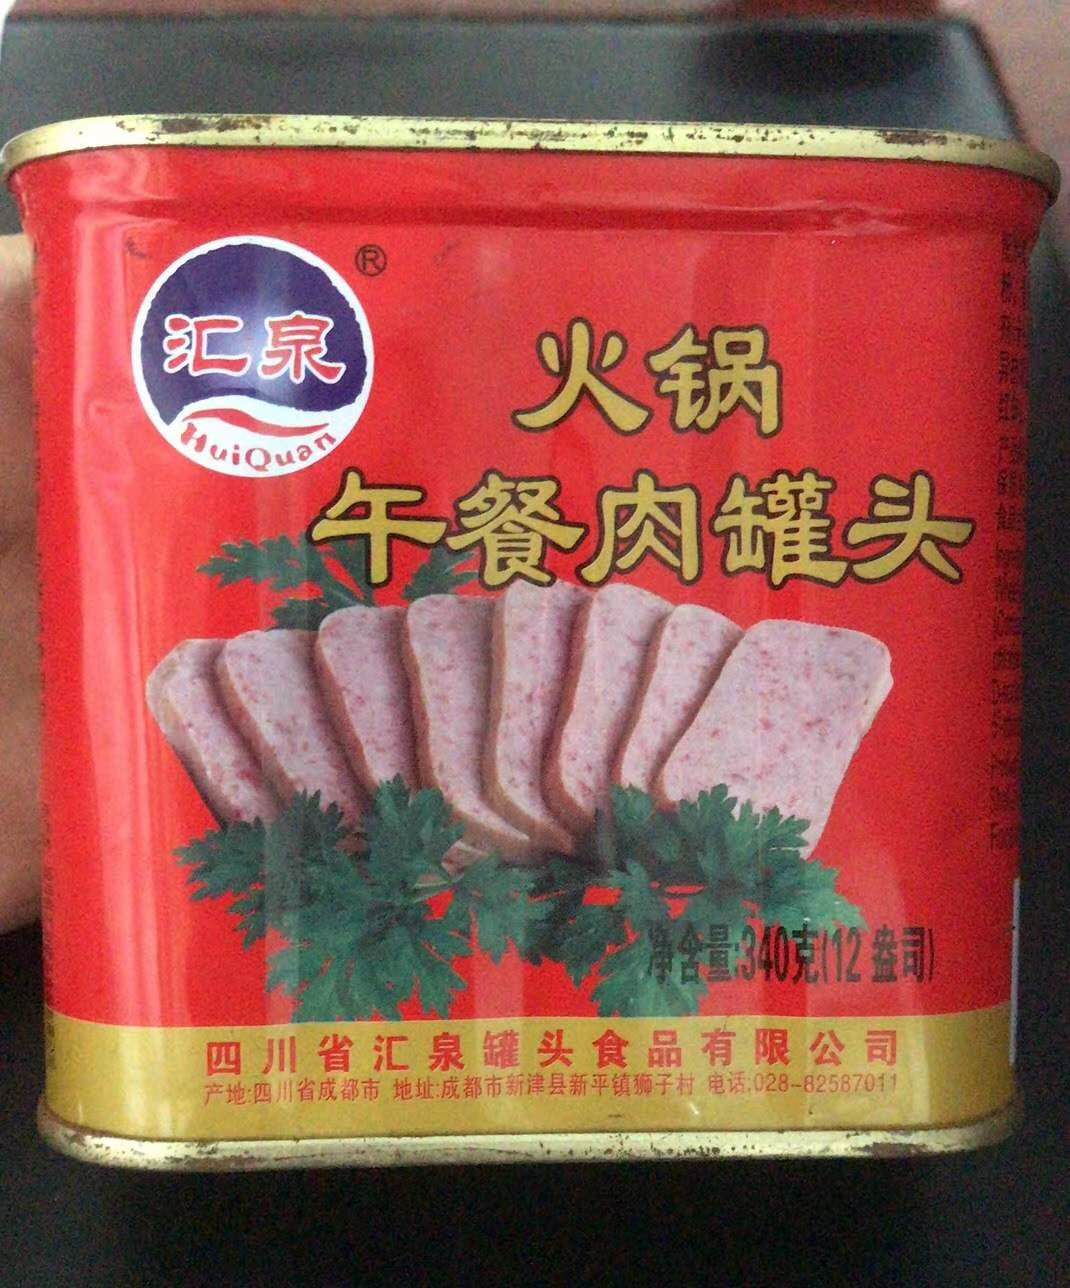 汇泉
HuiQuan
®
火锅
午餐肉罐头
净含量:340克(12 盎司)
四川省汇泉罐头食品有限公司
产地:四川省成都市 地址:成都市新津县新平镇狮子村 电话:028-82587011